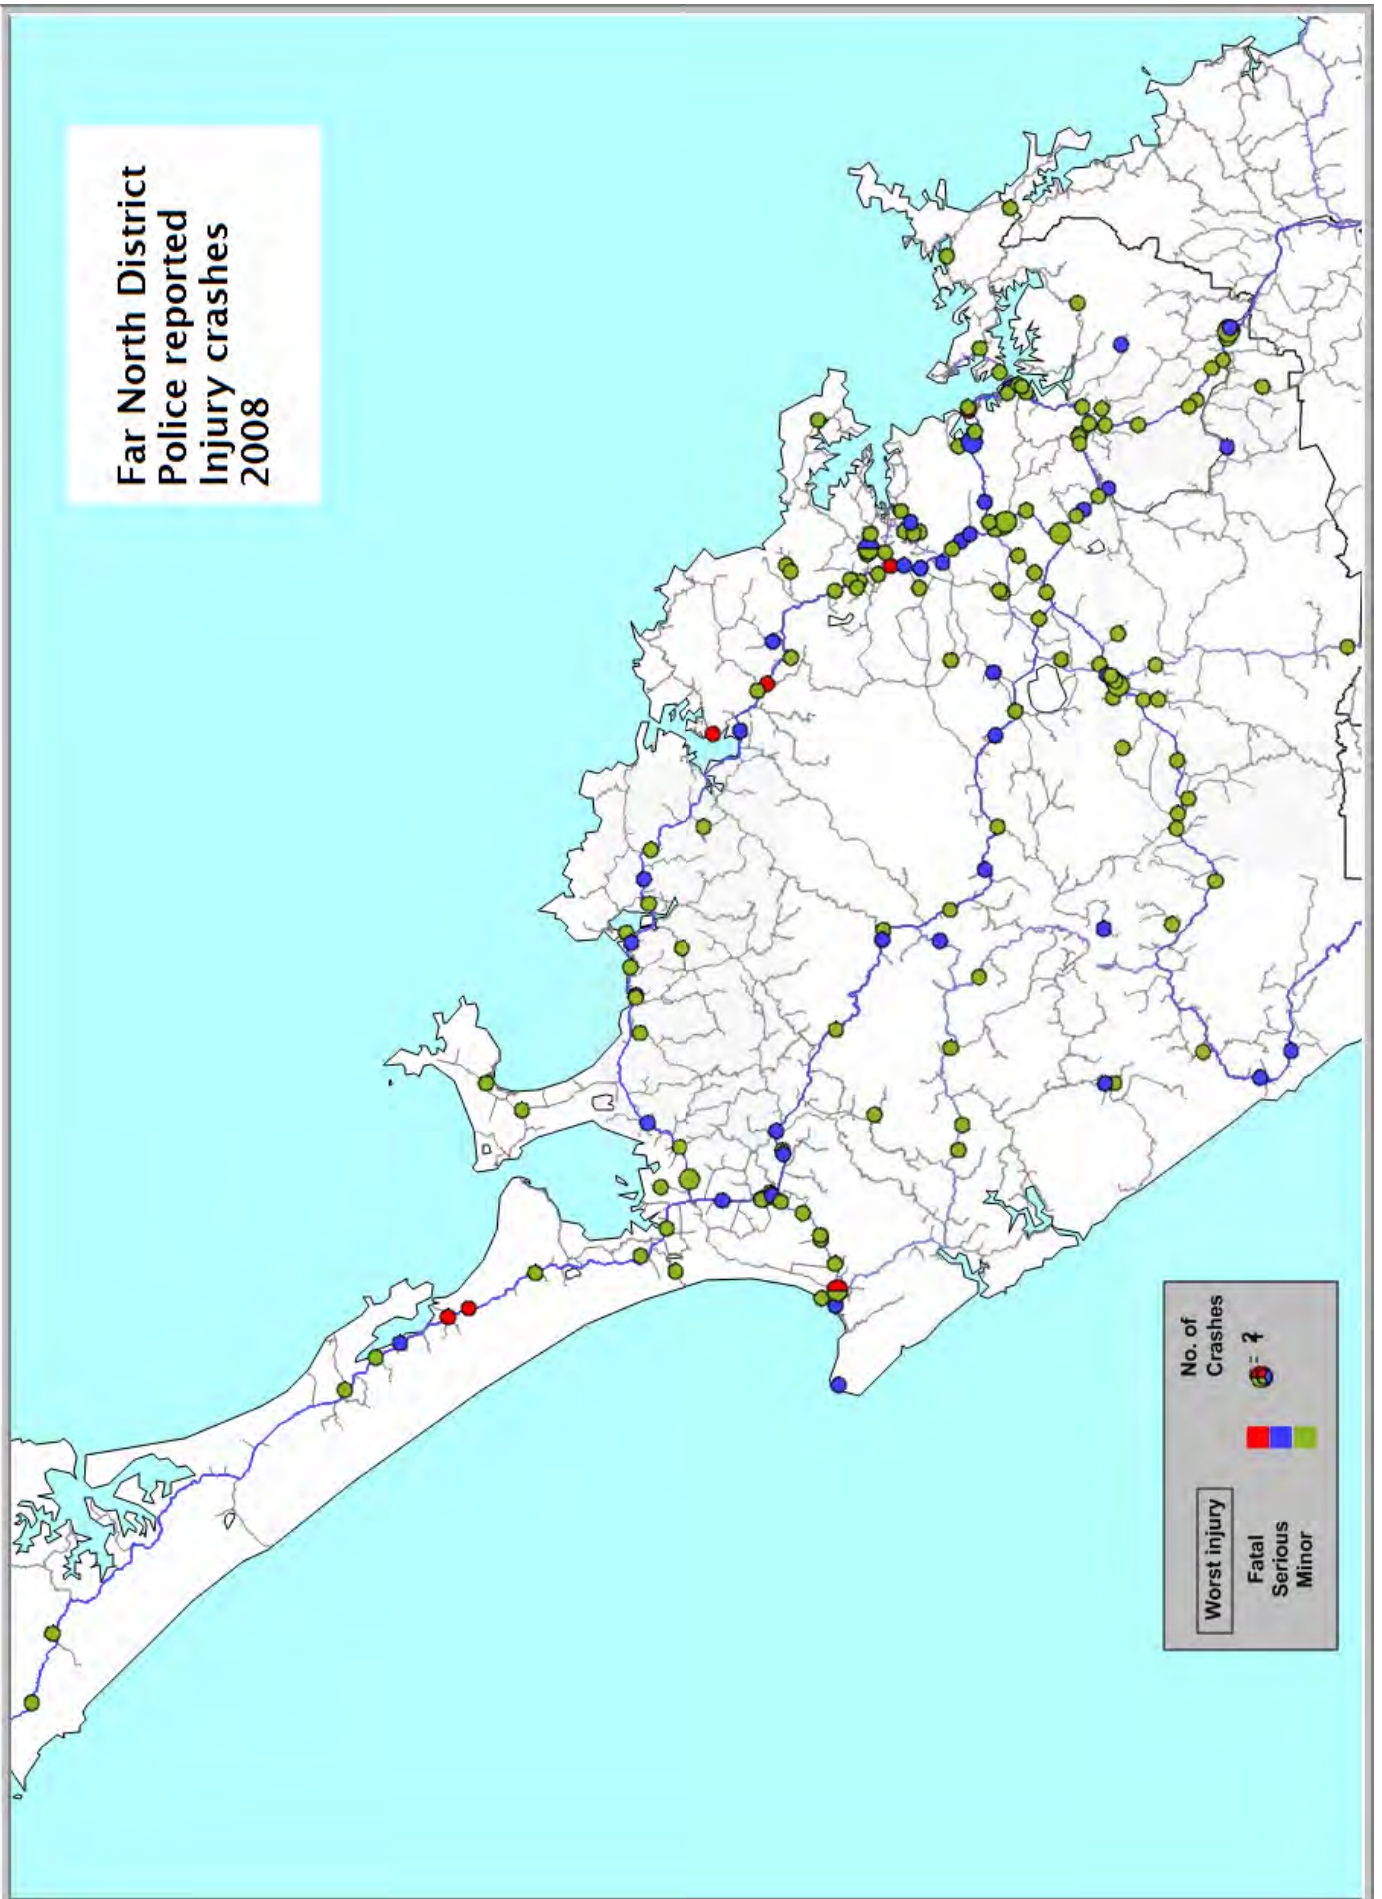 Far North District
Police reported
Injury crashes
2008
No. of
Crashes
Worst injury
Fatal
Serious
Minor